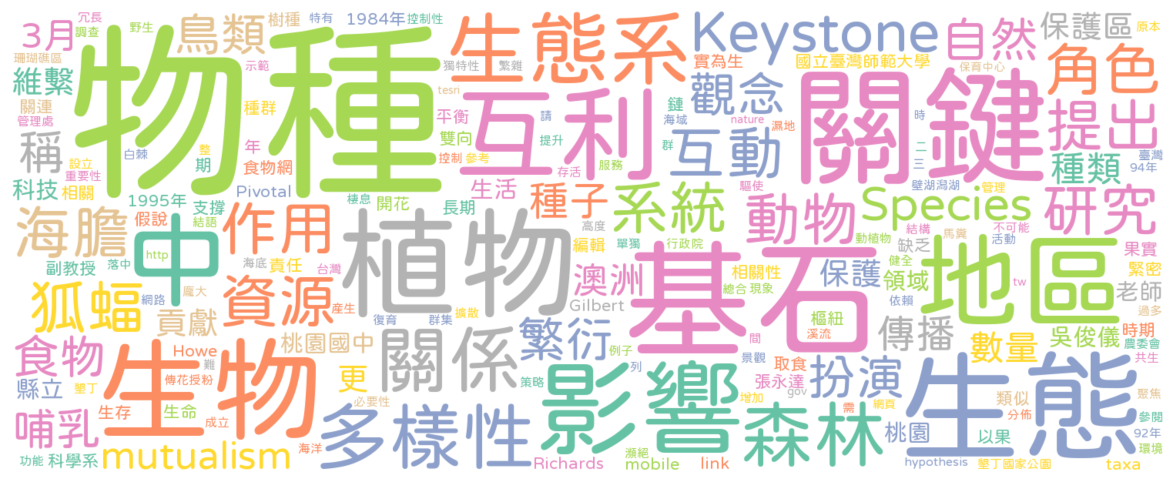 3月
調查
冗長
野生
鳥類
樹種
特有
1984年
控制性
生態系
Keystone
自然
保護區
原本
珊瑚礁區
維繫
關連
管理處
物種
示範
種群
獨特性
繁雜
實為生
國立臺灣師範大學
保育中心
角色
tesri
互利
平衡
雙向
鏈
海域
請
提升
觀念
nature
濕地
關鍵
提出
稱
設立
重要性
白棘
整
期
年
食物網
控制
參考
群
存活
服務
互動
時
二
三
臺灣
94年
種類
科技
相關
1995年
支撐
結語
Pivotal
棲息
開花
生活
長期
種子
系統
驅使
動物
壁湖潟湖
管理
Species
研究
海膽
中
假說
作用
植物
高度
編輯
單獨
行政院
動植物
結構
馬糞
缺乏
健全
不可能
活動
果實
副教授
落中
http
海底
責任
台灣
澳洲
基石
相關性
總合
現象
保護
領域
依賴
地區
緊密
老師
tw
過多
狐蝠
網路
龐大
資源
產生
復育
群集
擴散
Gilbert
間
樞紐
溪流
傳播
時期
農委會
吳俊儀
貢獻
桃園國中
關係
繁衍
例子
列
景觀
數量
共生
食物
Howe
難
傳花授粉
縣立
墾丁
生物
更
必要性
策略
影響
取食
張永達
增加
扮演
生態
類似
分佈
聚焦
哺乳
生存
生命
成立
多樣性
gov
需
網頁
森林
桃園
以果
參閱
92年
環境
功能
科學系
mutualism
海洋
Richards
瀕絕
mobile
link
hypothesis
墾丁國家公園
taxa